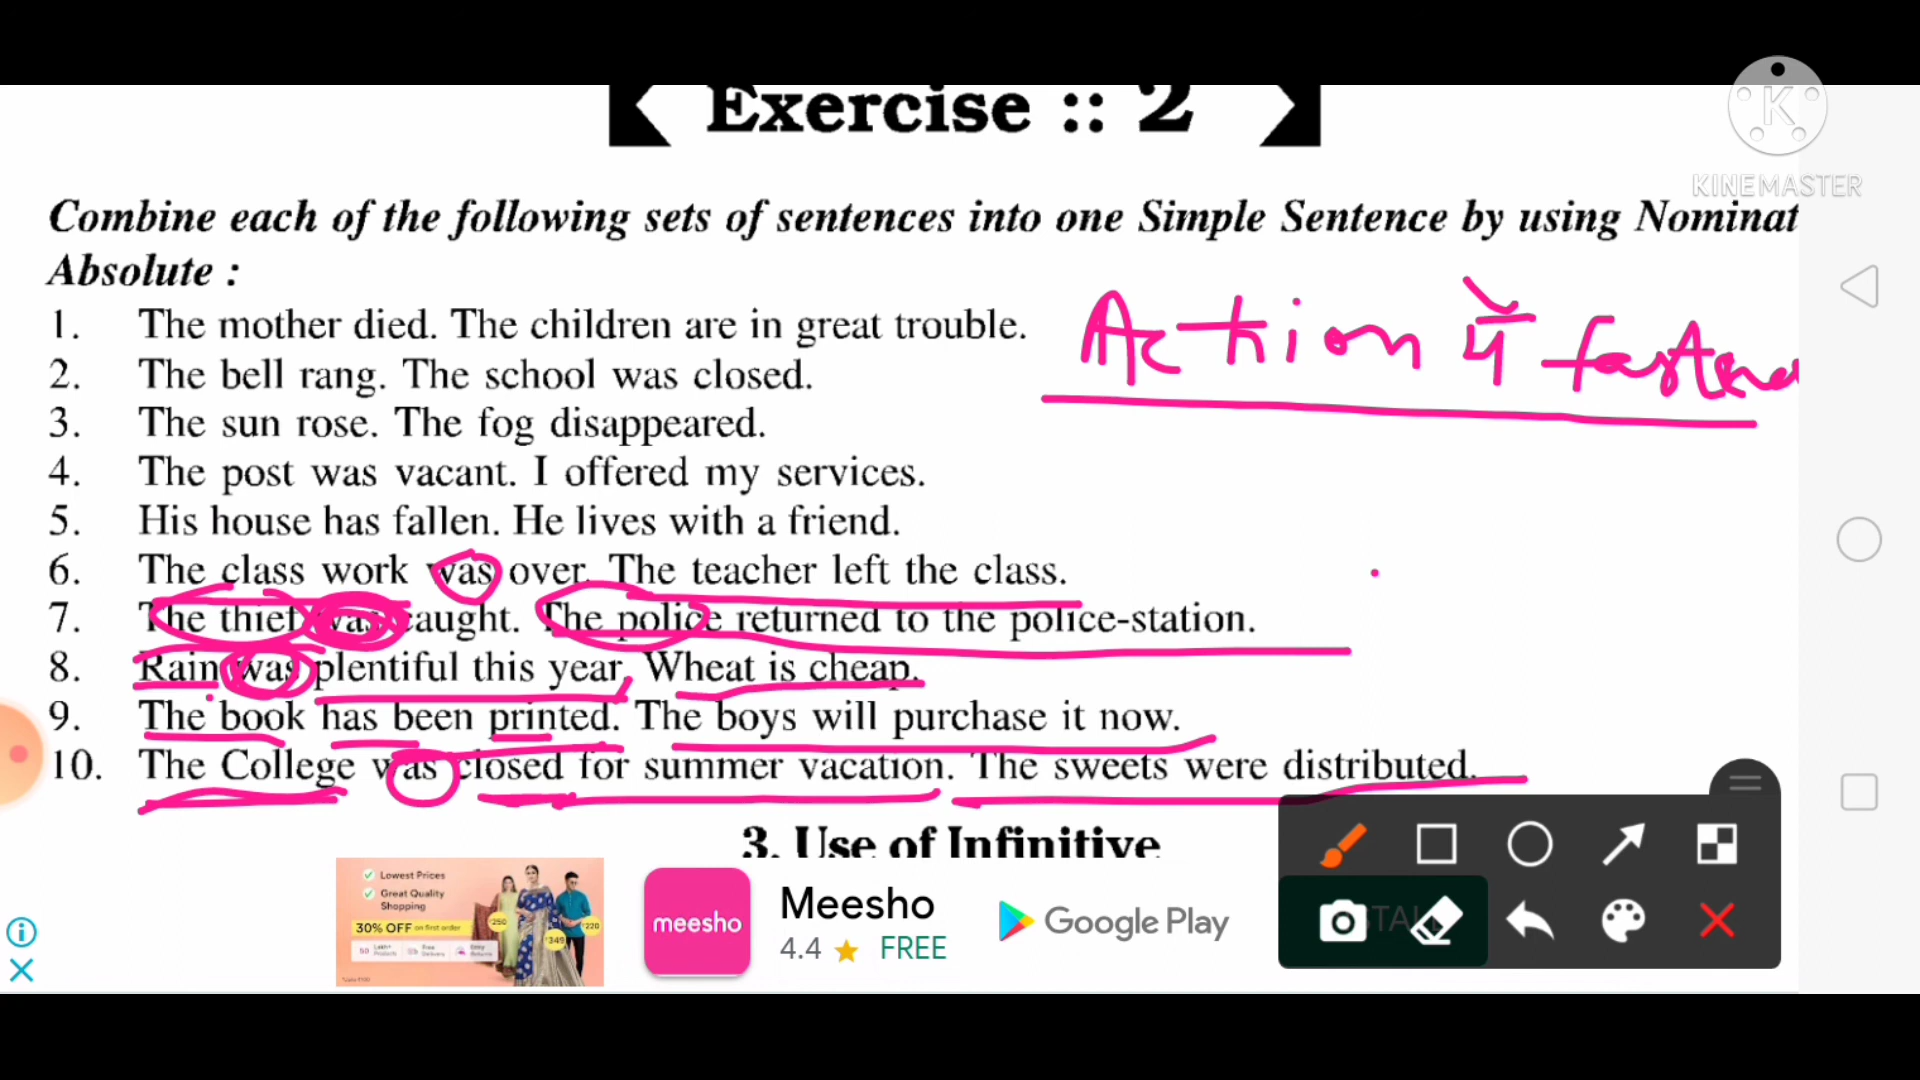 Exercise :: 2
KINEMASTER
Combine each of the following sets of sentences into one Simple Sentence by using Nominat
Absolute :
Action
1. The mother died. The children are in great trouble.
2. The bell rang. The school was closed.
3. The sun rose. The fog disappeared.
4. The post was vacant. I offered my services.
5. His house has fallen. He lives with a friend.
6. The class work was over. The teacher left the class.
7. The thief was caught. The police returned to the police-station.
8. Rain was plentiful this year. Wheat is cheap.
9. The book has been printed. The boys will purchase it now.
10. The College was closed for summer vacation. The sweets were distributed.
3. Use of Infinitive
Lowest Prices
Great Quality
Shopping
30% OFF on first order
₹250
₹349
₹220
meesho
Meesho
4.4 ★ FREE
Google Play